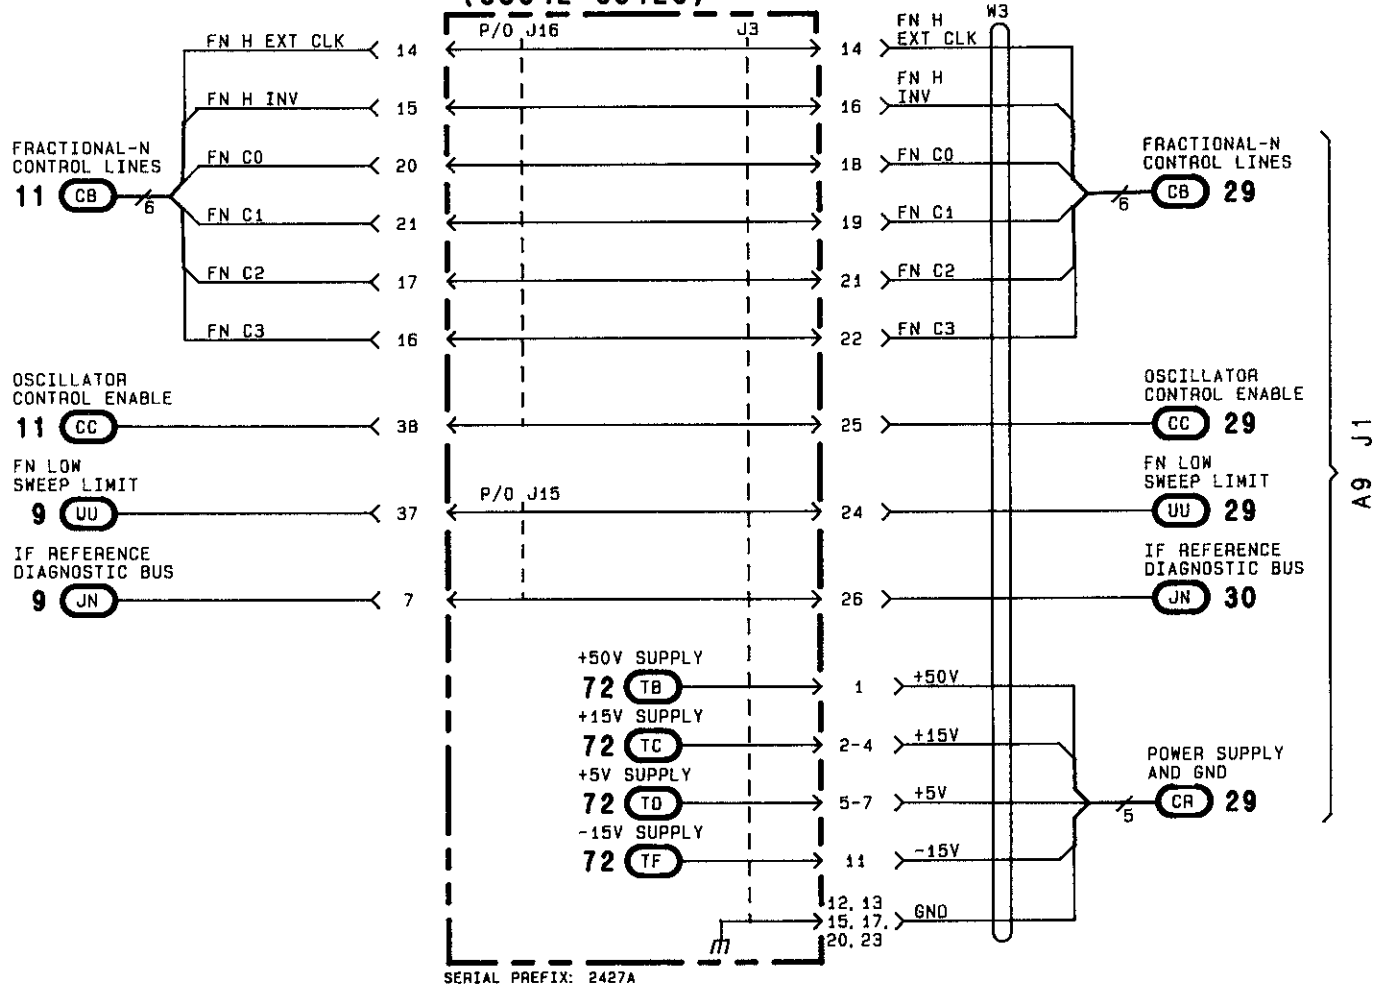 P/O J16
J3
W3
FN H EXT CLK
14
14
FN H
EXT CLK
FN H INV
15
16
FN H
INV
FRACTIONAL-N
CONTROL LINES
11 CB
6
FN C0
20
18
FN C0
FRACTIONAL-N
CONTROL LINES
6
CB 29
FN C1
21
19
FN C1
FN C2
17
21
FN C2
FN C3
16
22
FN C3
OSCILLATOR
CONTROL ENABLE
11 CC
38
25
OSCILLATOR
CONTROL ENABLE
CC 29
FN LOW
SWEEP LIMIT
9 UU
37
P/O J15
24
FN LOW
SWEEP LIMIT
UU 29
IF REFERENCE
DIAGNOSTIC BUS
9 JN
7
26
IF REFERENCE
DIAGNOSTIC BUS
JN 30
A9 J1
+50V SUPPLY
72 TB
1
+50V
+15V SUPPLY
72 TC
2-4
+15V
+5V SUPPLY
72 TD
5-7
+5V
POWER SUPPLY
AND GND
5
CR 29
-15V SUPPLY
72 TF
11
-15V
12, 13
15, 17,
20, 23
GND
SERIAL PREFIX: 2427A